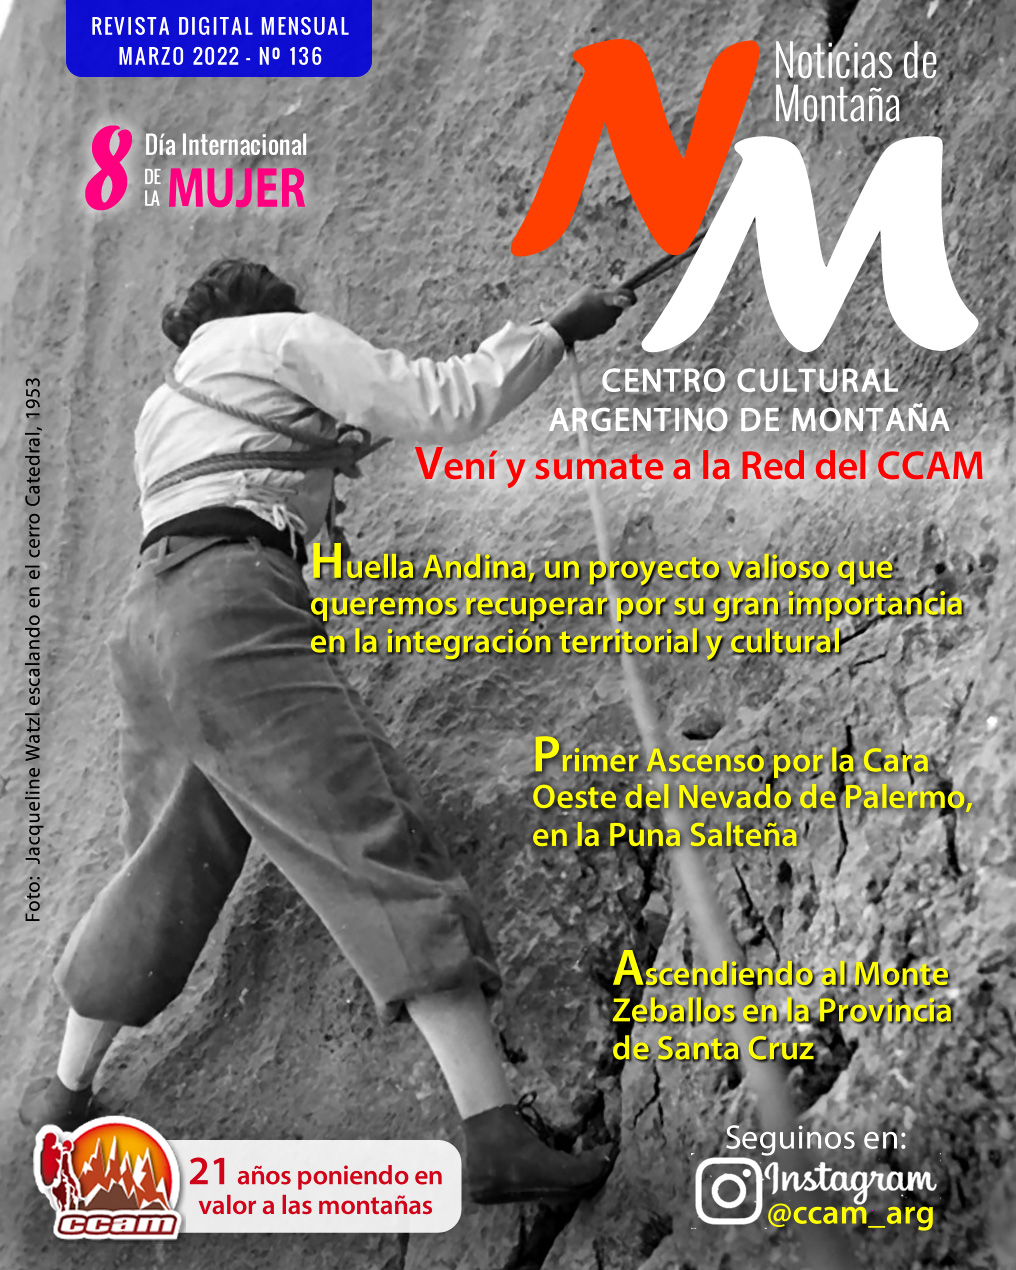 REVISTA DIGITAL MENSUAL
MARZO 2022 - Nº 136
Noticias de
Montaña
NM
8
Día Internacional
DE
LA
MUJER
CENTRO CULTURAL
ARGENTINO DE MONTAÑA
Vení y sumate a la Red del CCAM
Huella Andina, un proyecto valioso que
queremos recuperar por su gran importancia
en la integración territorial y cultural
Primer Ascenso por la Cara
Oeste del Nevado de Palermo,
en la Puna Salteña
Ascendiendo al Monte
Zeballos en la Provincia
de Santa Cruz
Foto: Jacqueline Watzl escalando en el cerro Catedral, 1953
ccam
21 años poniendo en
valor a las montañas
Seguinos en:
Instagram
@ccam_arg